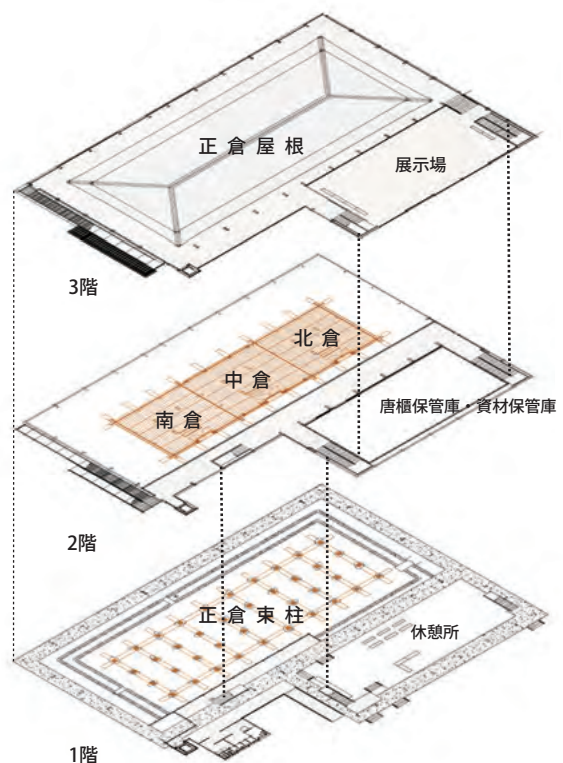 正倉屋根
展示場
3階
北倉
中倉
南倉
唐櫃保管庫・資材保管庫
2階
正倉束柱
休憩所
1階